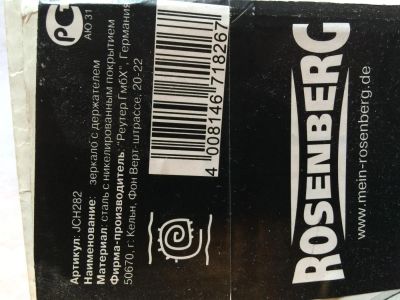 Артикул: JCH282
Наименование: зеркало с держателем
Материал: сталь с никелированным покрытием
Фирма-производитель: "Реутер ГмбХ", Германия
50670, г: Кельн, Фон Верт-штрассе, 20-22
РСТ
АЮ 31
4 008146 718267
ROSENBERG
www.mein-rosenberg.de